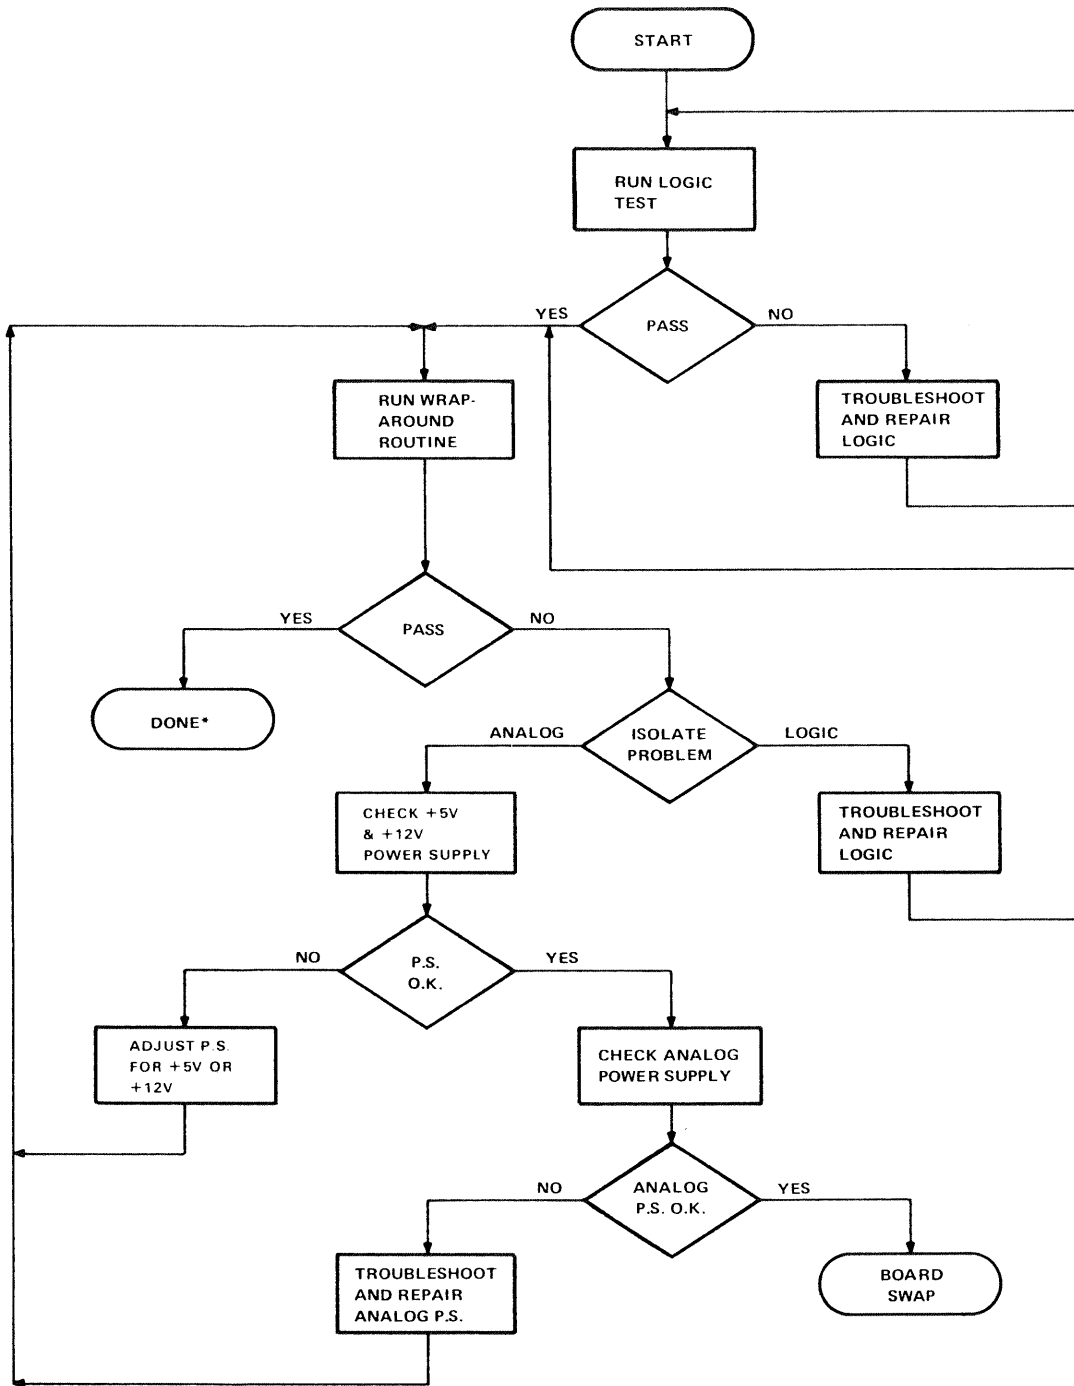 START
RUN LOGIC
TEST
YES
PASS
NO
RUN WRAP-
AROUND
ROUTINE
TROUBLESHOOT
AND REPAIR
LOGIC
YES
PASS
NO
DONE*
ANALOG
ISOLATE
PROBLEM
LOGIC
CHECK +5V
& +12V
POWER SUPPLY
TROUBLESHOOT
AND REPAIR
LOGIC
NO
P.S.
O.K.
YES
ADJUST P.S.
FOR +5V OR
+12V
CHECK ANALOG
POWER SUPPLY
NO
ANALOG
P.S. O.K.
YES
TROUBLESHOOT
AND REPAIR
ANALOG P.S.
BOARD
SWAP